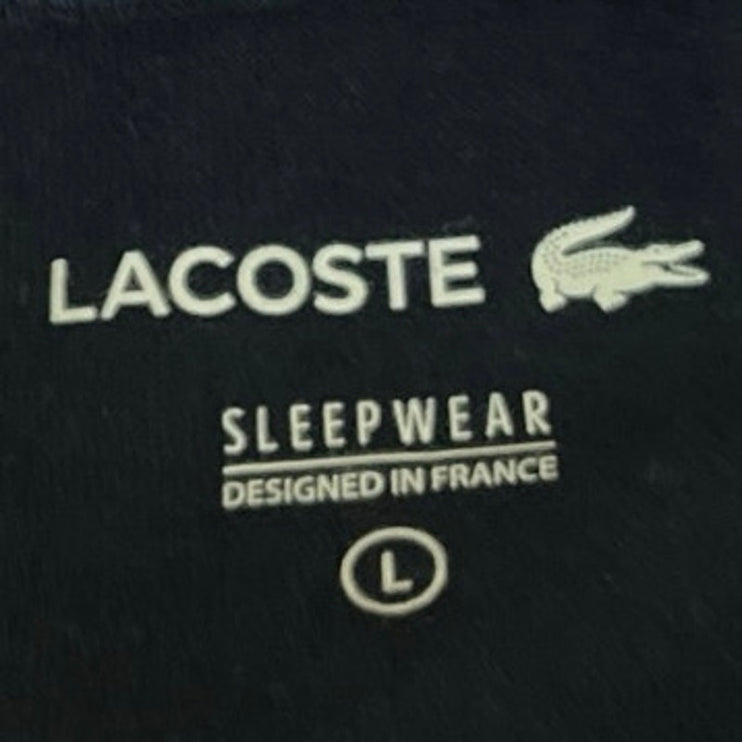 LACOSTE
SLEEPWEAR
DESIGNED IN FRANCE
L